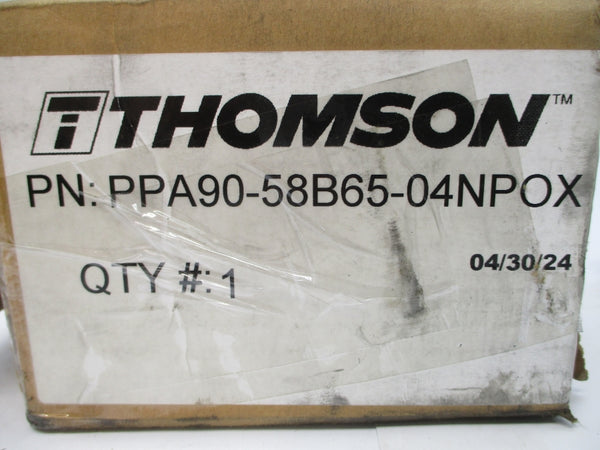 THOMSON™
PN: PPA90-58B65-04NPOX
QTY #: 1
04/30/24